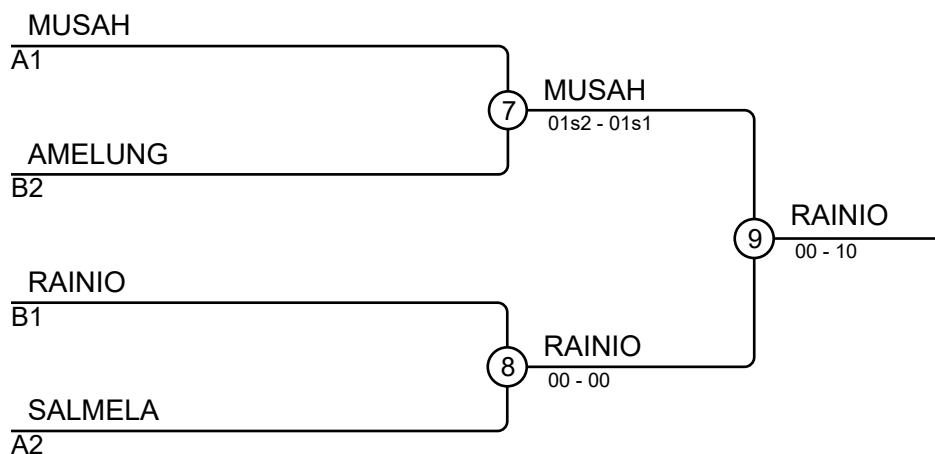 MUSAH
A1
7
MUSAH
01s2 - 01s1
AMELUNG
B2
9
RAINIO
00 - 10
RAINIO
B1
8
RAINIO
00 - 00
SALMELA
A2